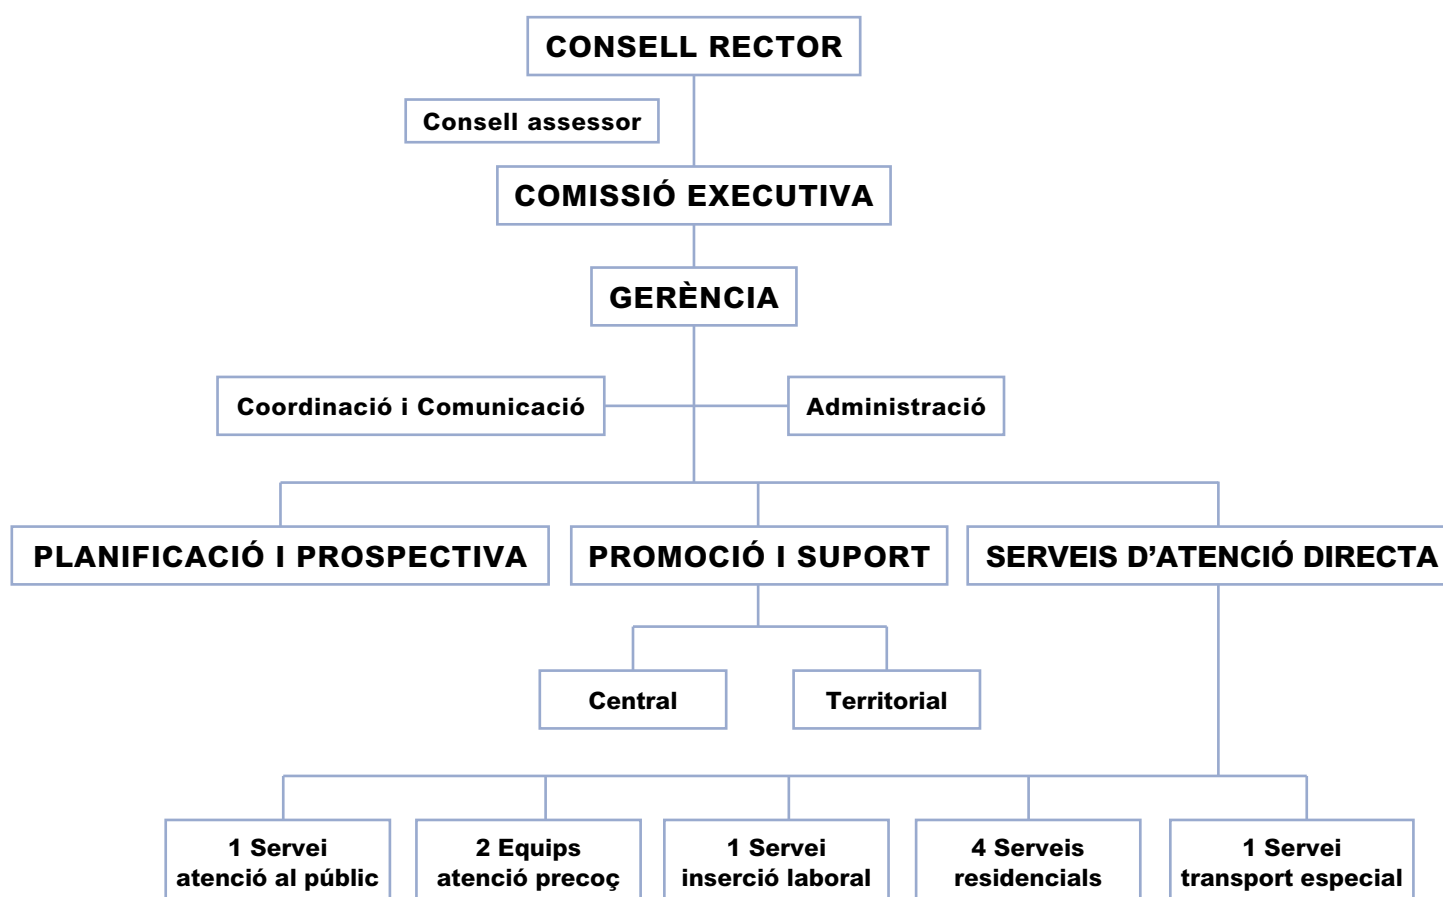 CONSELL RECTOR
Consell assessor
COMISSIÓ EXECUTIVA
GERÈNCIA
Coordinació i Comunicació
Administració
PLANIFICACIÓ I PROSPECTIVA
PROMOCIÓ I SUPORT
SERVEIS D’ATENCIÓ DIRECTA
Central
Territorial
1 Servei
atenció al públic
2 Equips
atenció precoç
1 Servei
inserció laboral
4 Serveis
residencials
1 Servei
transport especial